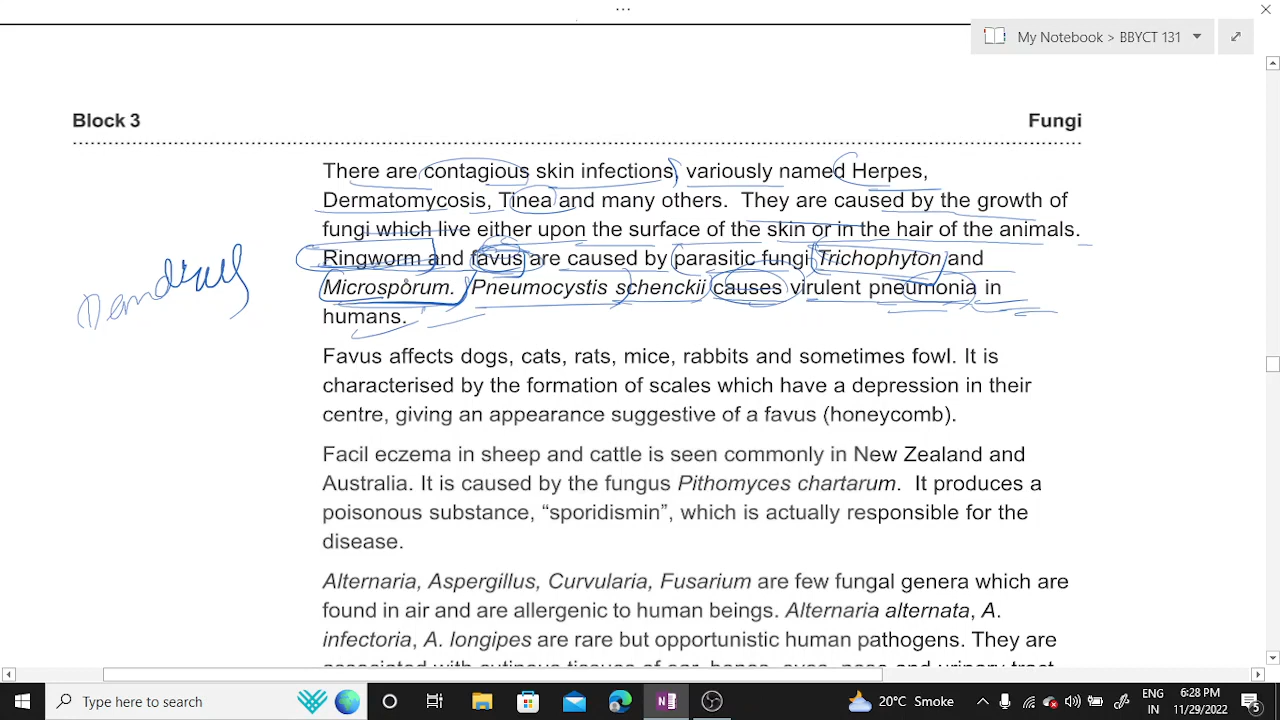 My Notebook > BBYCT 131
Block 3
Fungi
There are contagious skin infections, variously named Herpes,
Dermatomycosis, Tinea and many others. They are caused by the growth of
fungi which live either upon the surface of the skin or in the hair of the animals.
Ringworm and favus are caused by parasitic fungi Trichophyton and
Microsporum. Pneumocystis schenckii causes virulent pneumonia in
humans.
Favus affects dogs, cats, rats, mice, rabbits and sometimes fowl. It is
characterised by the formation of scales which have a depression in their
centre, giving an appearance suggestive of a favus (honeycomb).
Facil eczema in sheep and cattle is seen commonly in New Zealand and
Australia. It is caused by the fungus Pithomyces chartarum. It produces a
poisonous substance, “sporidismin”, which is actually responsible for the
disease.
Alternaria, Aspergillus, Curvularia, Fusarium are few fungal genera which are
found in air and are allergenic to human beings. Alternaria alternata, A.
infectoria, A. longipes are rare but opportunistic human pathogens. They are
Type here to search
20°C Smoke
ENG
IN
6:28 PM
11/29/2022
5